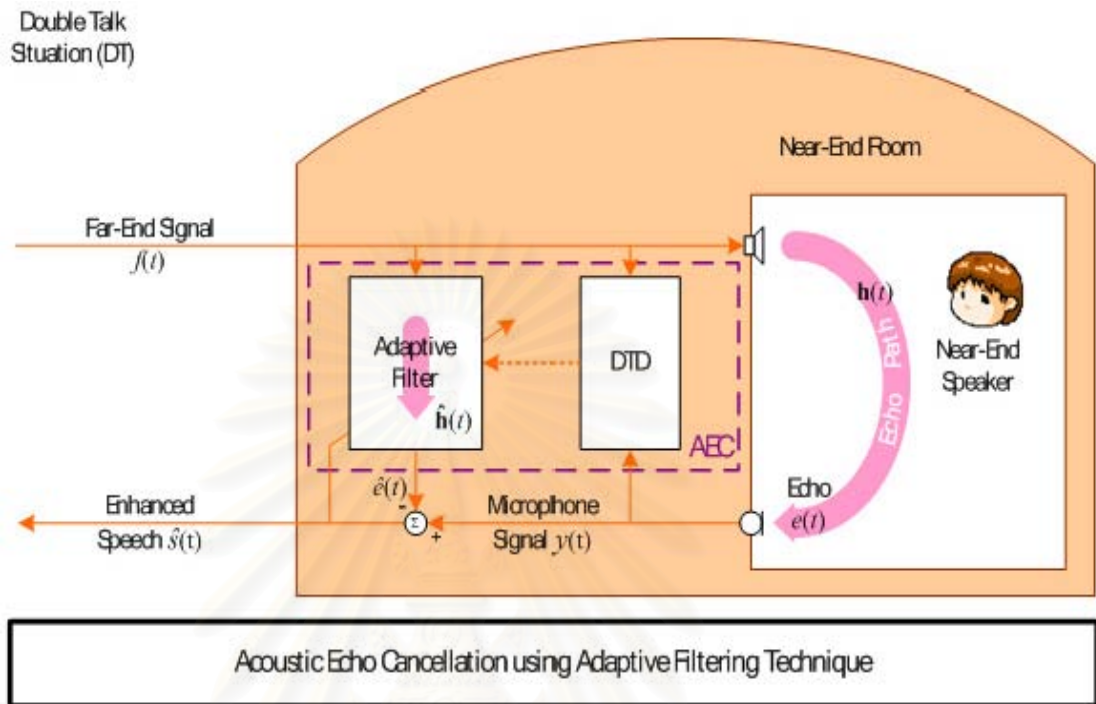 Double Talk
Stuation (DT)
Near-End Room
Far-End Signal
f(t)
h(t)
Echo Path
Near-End
Speaker
Adaptive
Filter
ĥ(t)
DTD
AEC
ê(t)
-
Σ
+
Enhanced
Speech ŝ(t)
Microphone
Signal y(t)
Echo
e(t)
Acoustic Echo Cancellation using Adaptive Filtering Technique